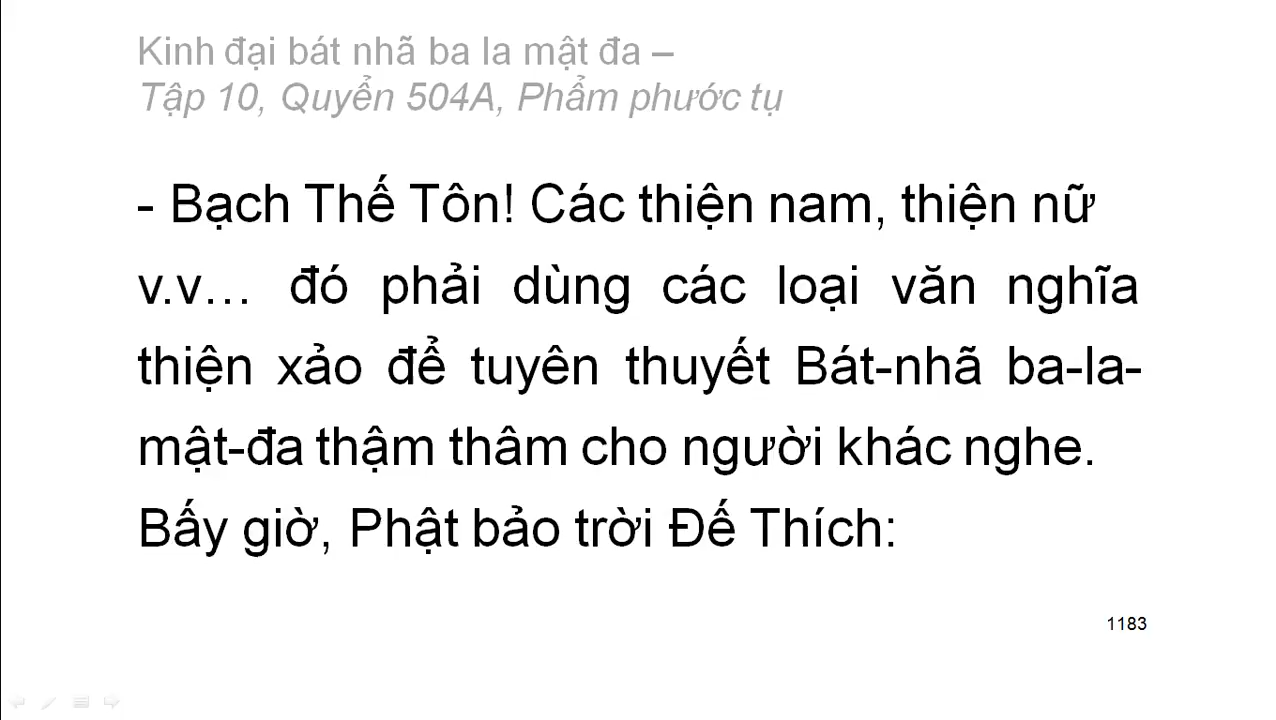 Kinh đại bát nhã ba la mật đa –
Tập 10, Quyển 504A, Phẩm phước tụ
- Bạch Thế Tôn! Các thiện nam, thiện nữ
v.v… đó phải dùng các loại văn nghĩa
thiện xảo để tuyên thuyết Bát-nhã ba-la-
mật-đa thậm thâm cho người khác nghe.
Bấy giờ, Phật bảo trời Đế Thích:
1183